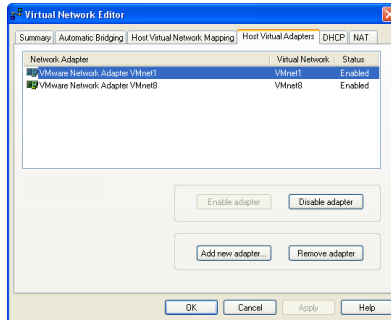 Virtual Network Editor
Summary Automatic Bridging Host Virtual Network Mapping Host Virtual Adapters DHCP NAT
Network Adapter Virtual Network Status
VMware Network Adapter VMnet1 VMnet1 Enabled
VMware Network Adapter VMnet8 VMnet8 Enabled
Enable adapter Disable adapter
Add new adapter... Remove adapter
OK Cancel Apply Help